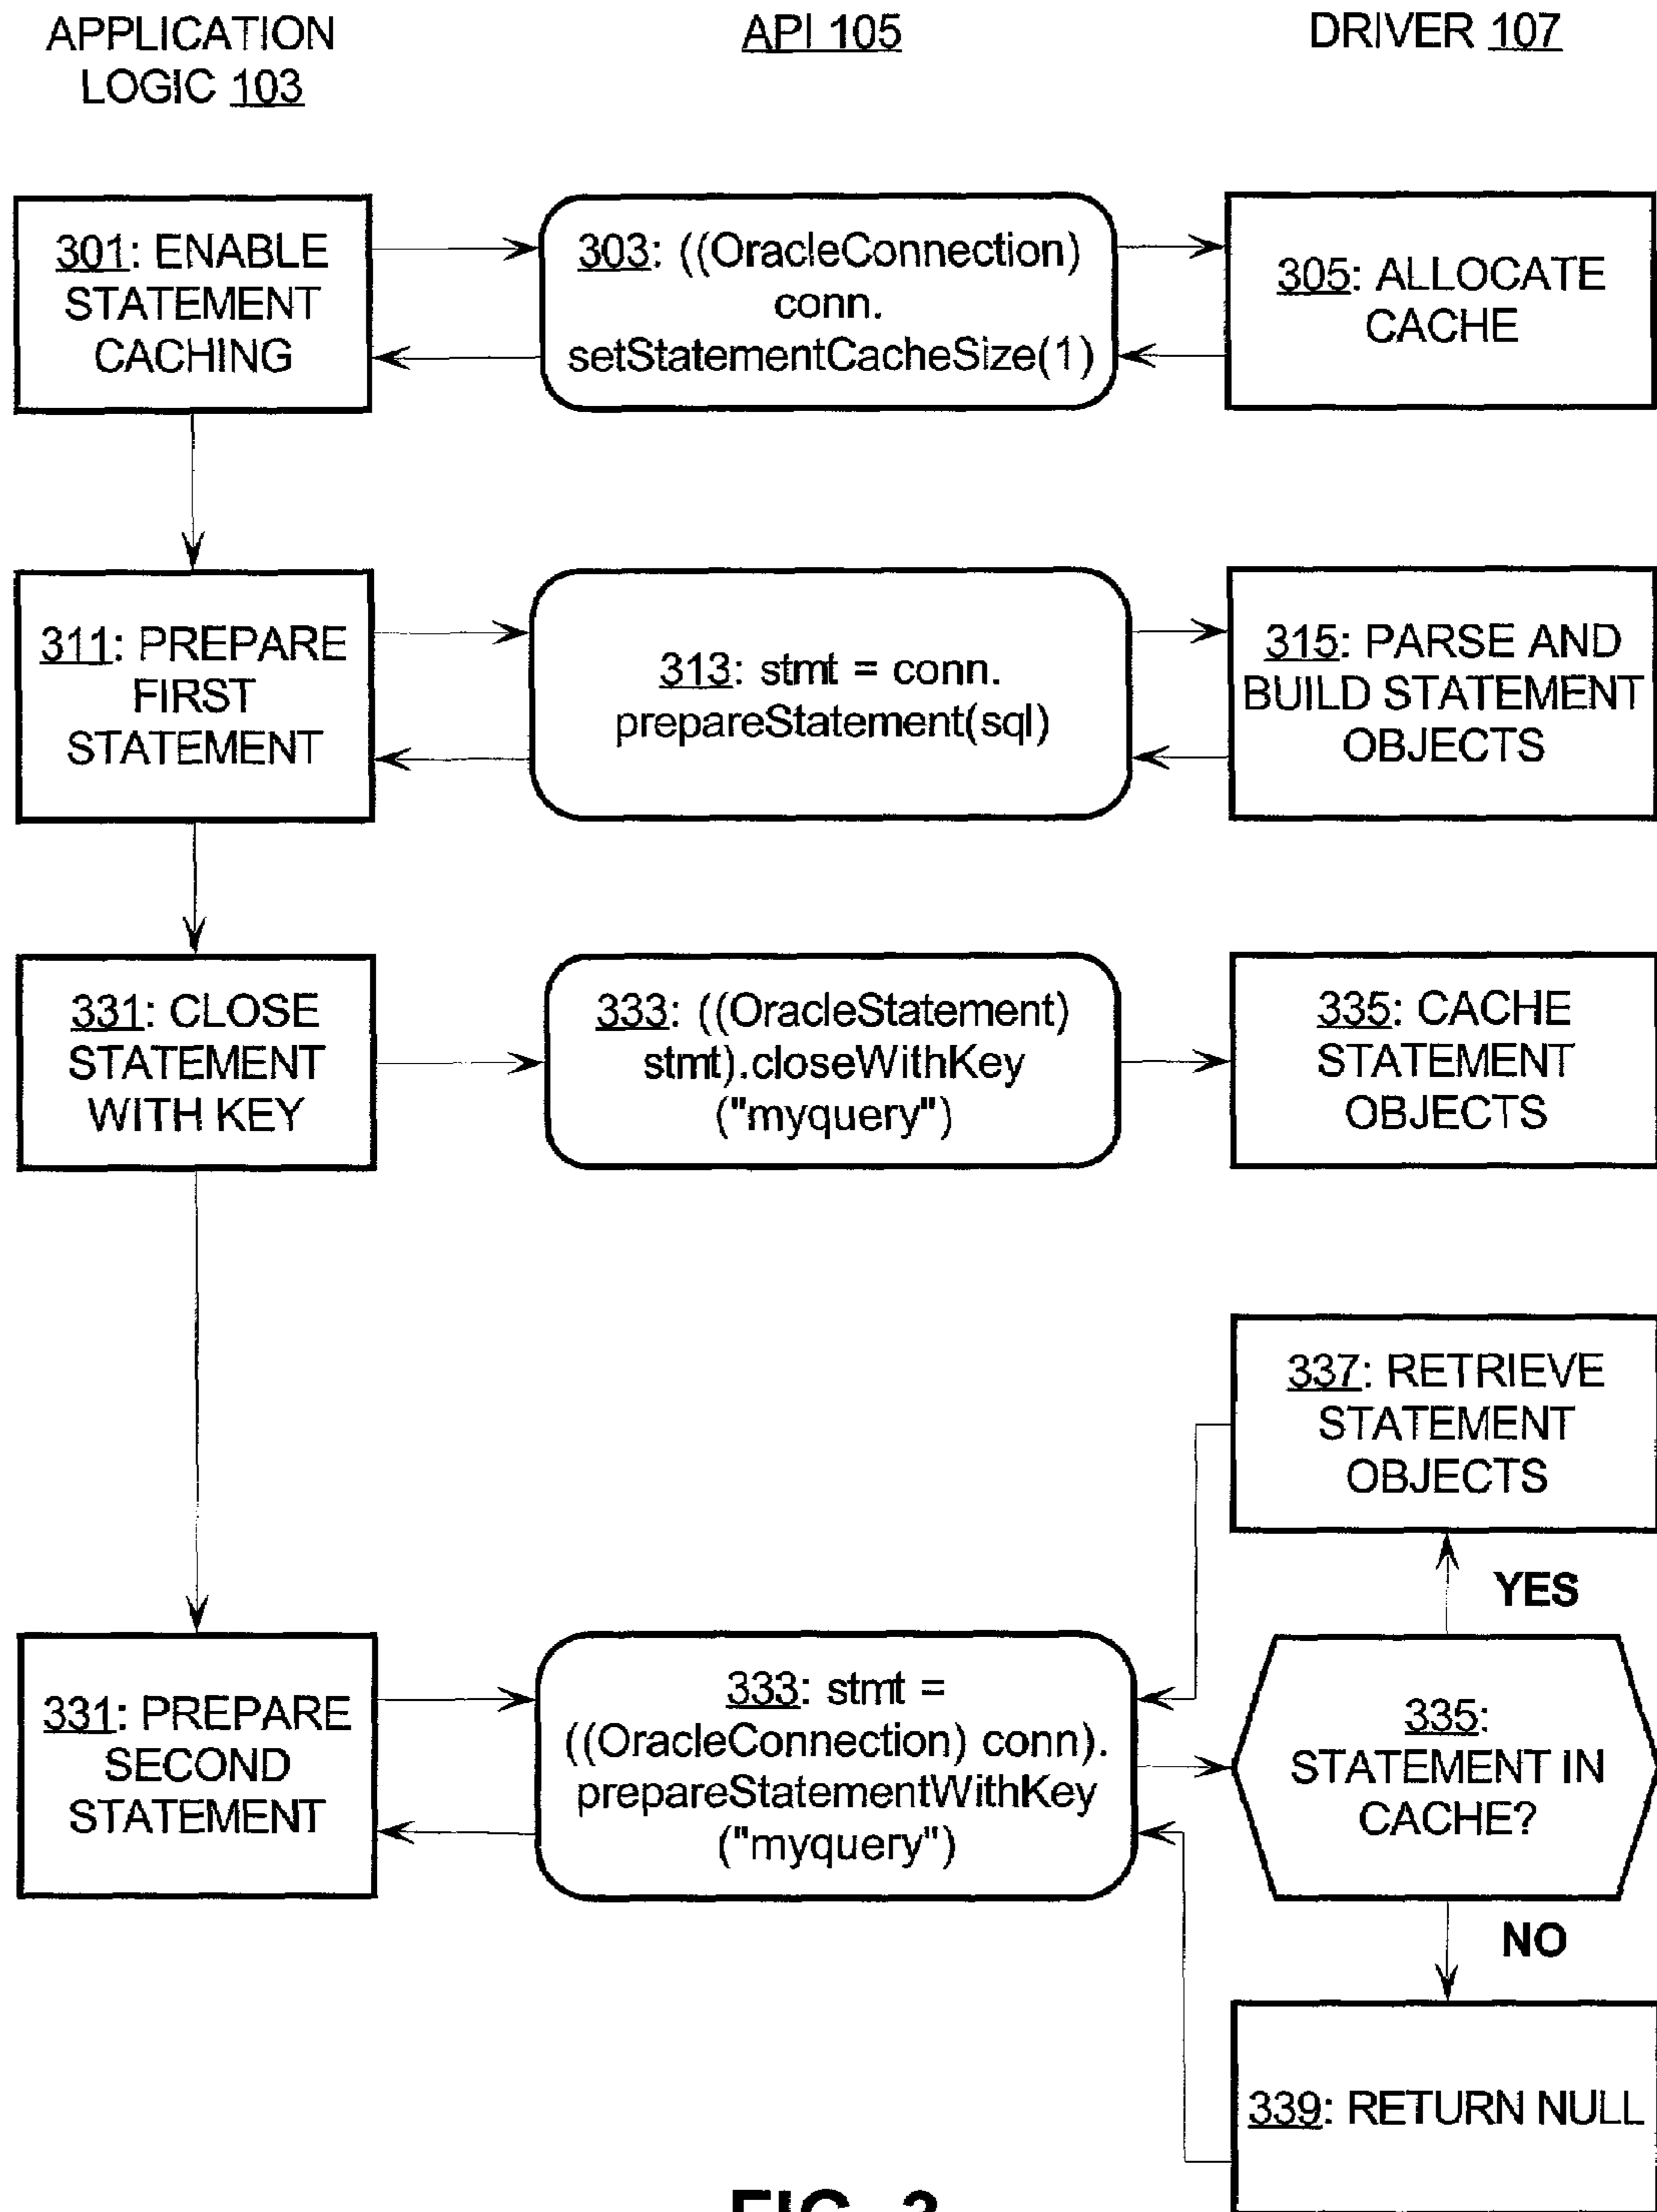 APPLICATION
LOGIC 103
API 105
DRIVER 107
301: ENABLE
STATEMENT
CACHING
303: ((OracleConnection)
conn.
setStatementCacheSize(1)
305: ALLOCATE
CACHE
311: PREPARE
FIRST
STATEMENT
313: stmt = conn.
prepareStatement(sql)
315: PARSE AND
BUILD STATEMENT
OBJECTS
331: CLOSE
STATEMENT
WITH KEY
333: ((OracleStatement)
stmt).closeWithKey
("myquery")
335: CACHE
STATEMENT
OBJECTS
337: RETRIEVE
STATEMENT
OBJECTS
YES
331: PREPARE
SECOND
STATEMENT
333: stmt =
((OracleConnection) conn).
prepareStatementWithKey
("myquery")
335:
STATEMENT IN
CACHE?
NO
339: RETURN NULL
FIG.